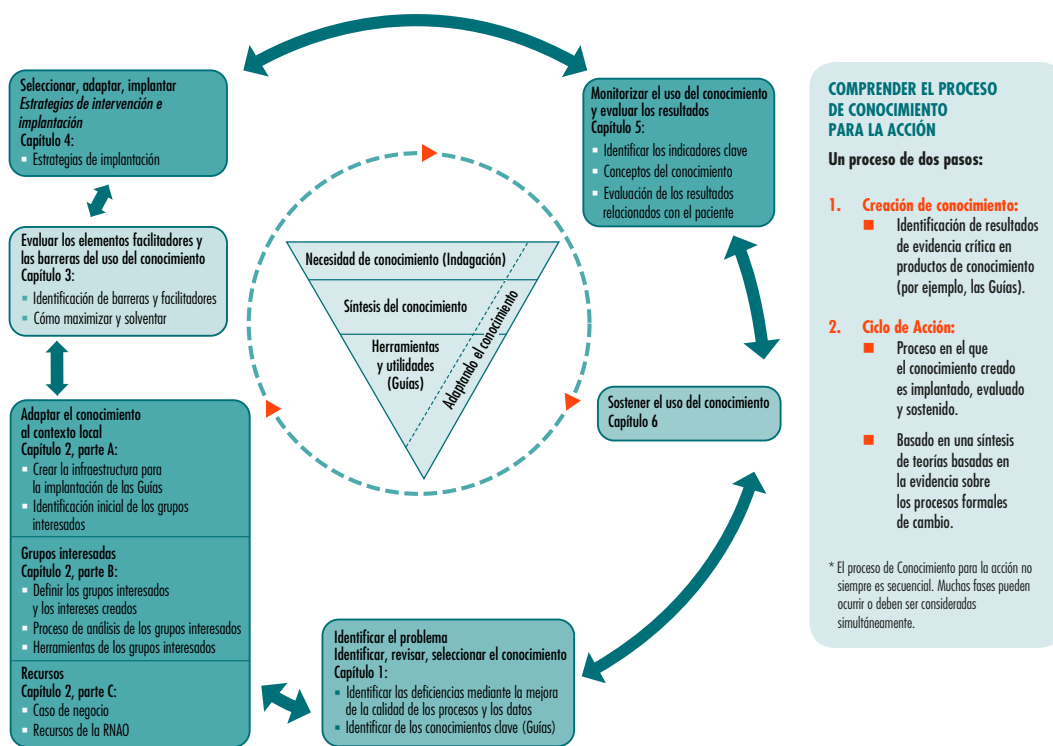 Seleccionar, adaptar, implantar
Estrategias de intervención e
implantación
Capítulo 4:
Estrategias de implantación
Monitorizar el uso del conocimiento
y evaluar los resultados
Capítulo 5:
Identificar los indicadores clave
Conceptos del conocimiento
Evaluación de los resultados
relacionados con el paciente
Evaluar los elementos facilitadores y
las barreras del uso del conocimiento
Capítulo 3:
Identificación de barreras y facilitadores
Cómo maximizar y solventar
Necesidad de conocimiento (Indagación)
Síntesis del conocimiento
Herramientas
y utilidades
(Guías)
Adaptando el conocimiento
Sostener el uso del conocimiento
Capítulo 6
Adaptar el conocimiento
al contexto local
Capítulo 2, parte A:
Crear la infraestructura para
la implantación de las Guías
Identificación inicial de los grupos
interesados
Grupos interesadas
Capítulo 2, parte B:
Definir los grupos interesados
y los intereses creados
Proceso de análisis de los grupos interesados
Herramientas de los grupos interesados
Recursos
Capítulo 2, parte C:
Caso de negocio
Recursos de la RNAO
Identificar el problema
Identificar, revisar, seleccionar el conocimiento
Capítulo 1:
Identificar las deficiencias mediante la mejora
de la calidad de los procesos y los datos
Identificar de los conocimientos clave (Guías)
COMPRENDER EL PROCESO
DE CONOCIMIENTO
PARA LA ACCIÓN
Un proceso de dos pasos:
1. Creación de conocimiento:
Identificación de resultados
de evidencia crítica en
productos de conocimiento
(por ejemplo, las Guías).
2. Ciclo de Acción:
Proceso en el que
el conocimiento creado
es implantado, evaluado
y sostenido.
Basado en una síntesis
de teorías basadas en
la evidencia sobre
los procesos formales
de cambio.
* El proceso de Conocimiento para la acción no
siempre es secuencial. Muchas fases pueden
ocurrir o deben ser consideradas
simultáneamente.